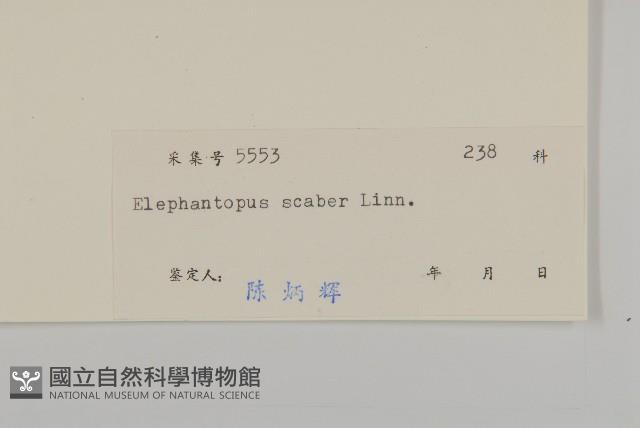 采集号 5553 238 科
Elephantopus scaber Linn.
鉴定人: 陈炳辉 年 月 日
國立自然科學博物館
NATIONAL MUSEUM OF NATURAL SCIENCE